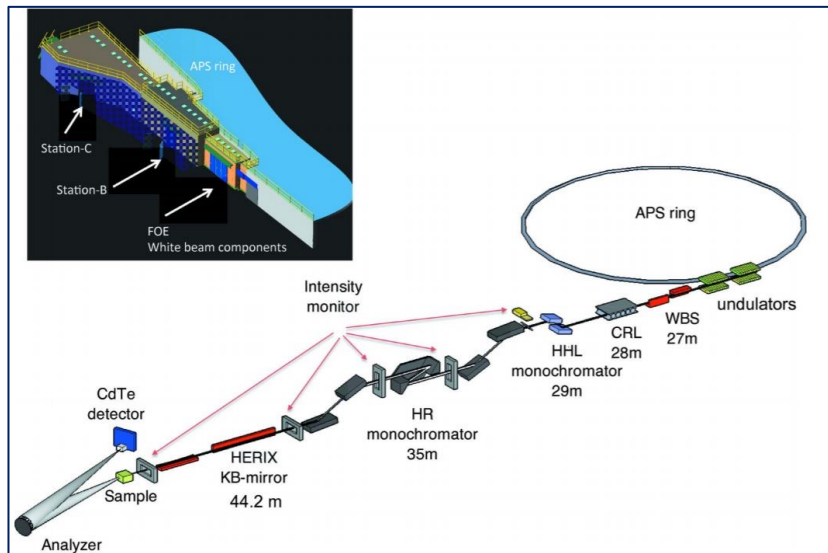 APS ring
Station-C
Station-B
FOE
White beam components
APS ring
Intensity
monitor
undulators
WBS
27m
CRL
28m
HHL
monochromator
29m
HR
monochromator
35m
CdTe
detector
HERIX
KB-mirror
44.2 m
Sample
Analyzer